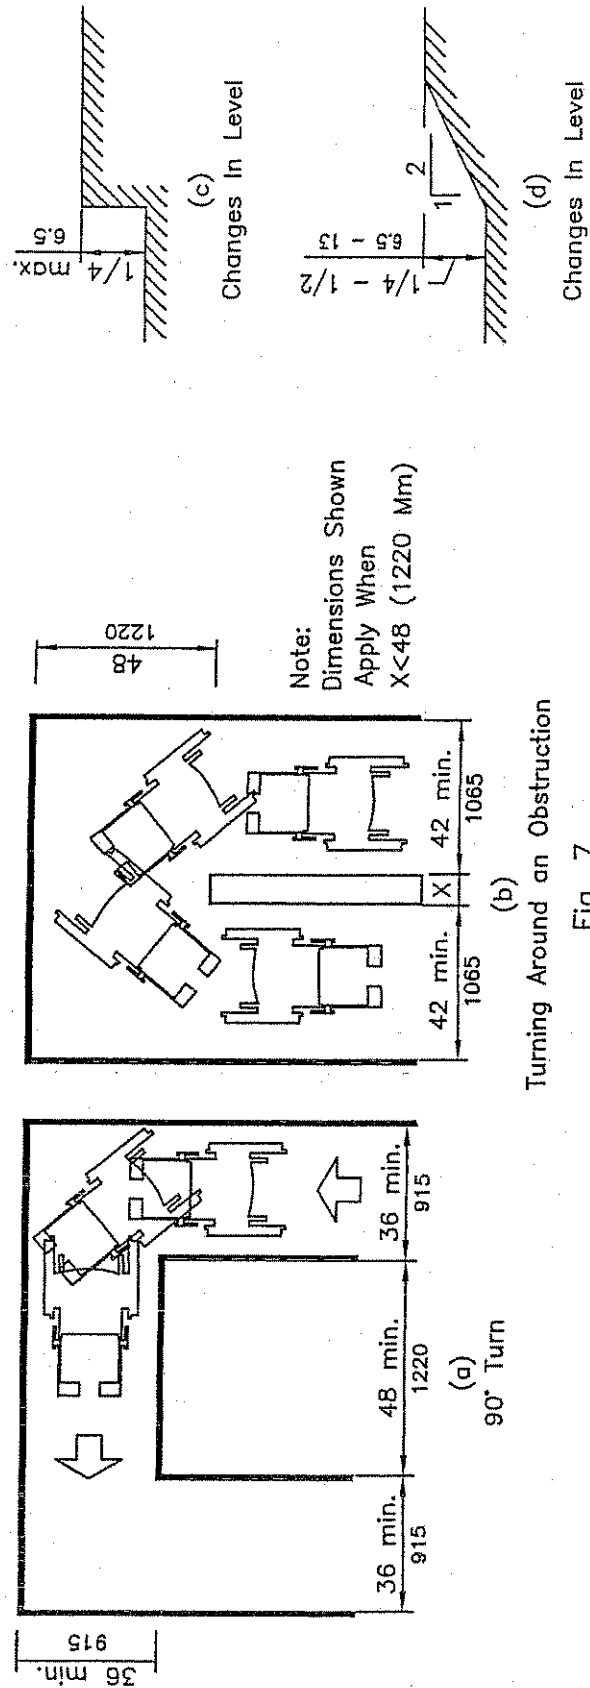 36 min.
915
36 min.
915
48 min.
1220
36 min.
915
(a)
90° Turn
48
1220
42 min.
1065
X
42 min.
1065
Note:
Dimensions Shown
Apply When
X<48 (1220 Mm)
(b)
Turning Around an Obstruction
Fig. 7
1/4 max.
6.5
(c)
Changes In Level
1/4 - 1/2
6.5 - 13
1
2
(d)
Changes In Level